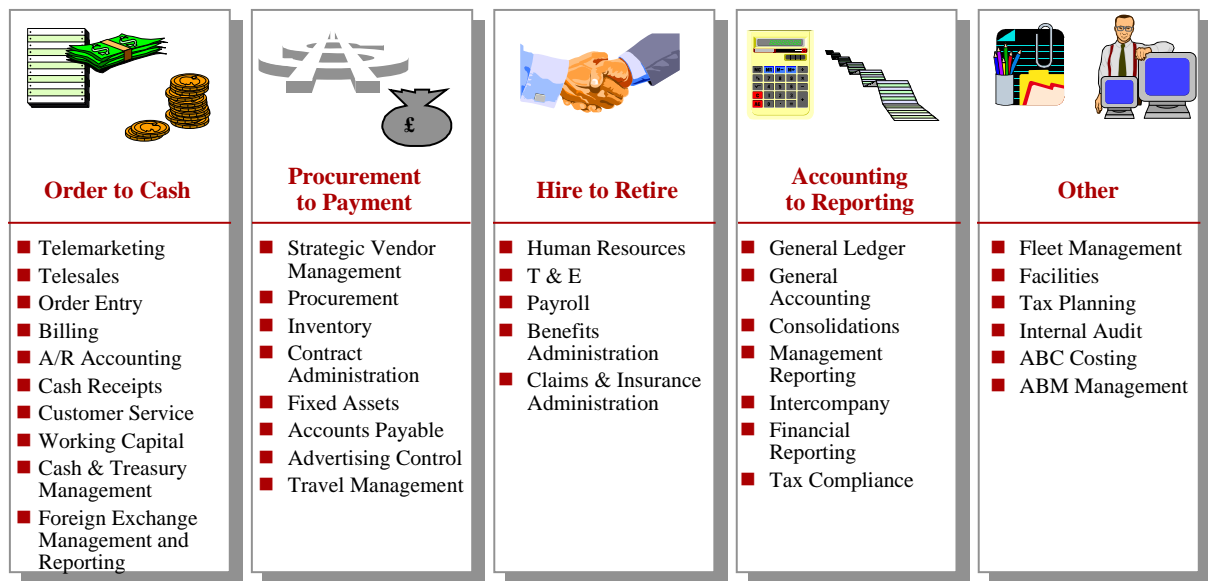 Order to Cash
Telemarketing
Telesales
Order Entry
Billing
A/R Accounting
Cash Receipts
Customer Service
Working Capital
Cash & Treasury
Management
Foreign Exchange
Management and
Reporting
£
Procurement
to Payment
Strategic Vendor
Management
Procurement
Inventory
Contract
Administration
Fixed Assets
Accounts Payable
Advertising Control
Travel Management
Hire to Retire
Human Resources
T & E
Payroll
Benefits
Administration
Claims & Insurance
Administration
Accounting
to Reporting
General Ledger
General
Accounting
Consolidations
Management
Reporting
Intercompany
Financial
Reporting
Tax Compliance
Other
Fleet Management
Facilities
Tax Planning
Internal Audit
ABC Costing
ABM Management